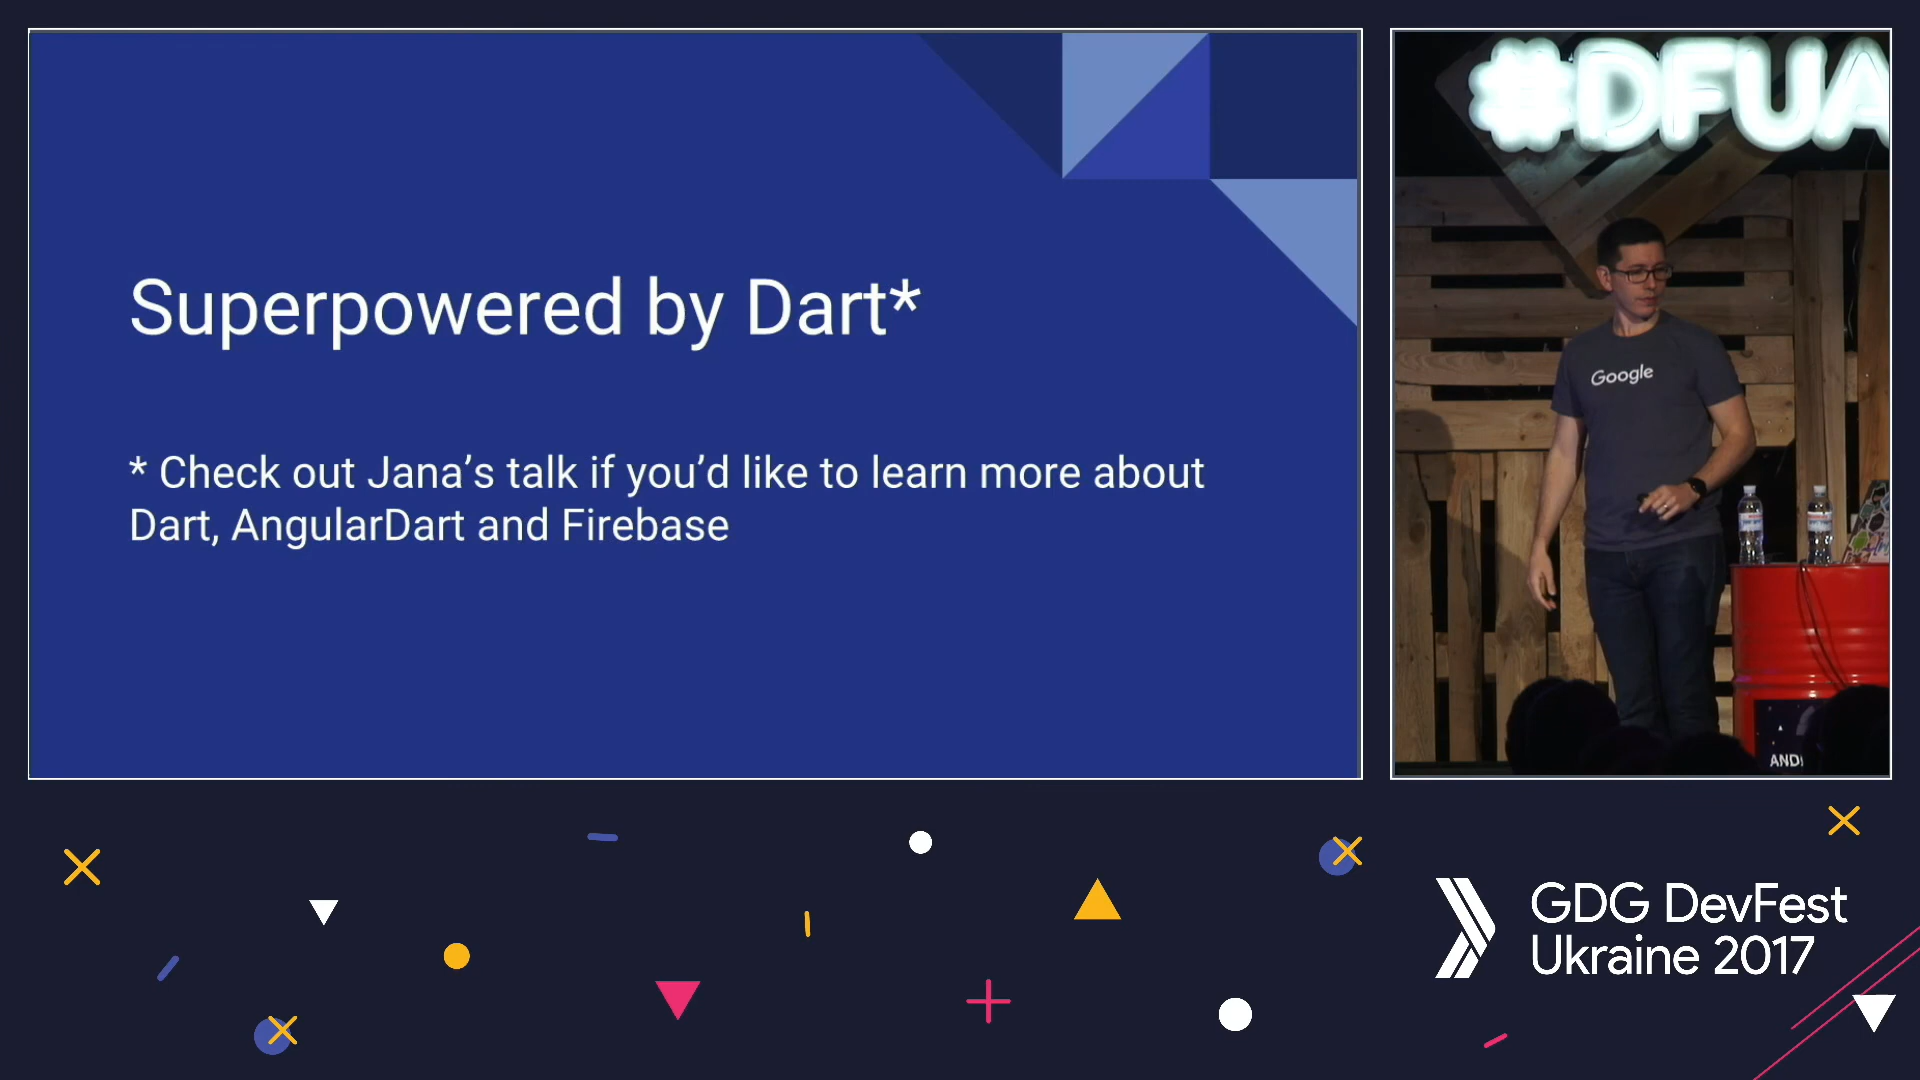 Superpowered by Dart*
* Check out Jana’s talk if you’d like to learn more about
Dart, AngularDart and Firebase
#DFUA
Google
GDG DevFest
Ukraine 2017